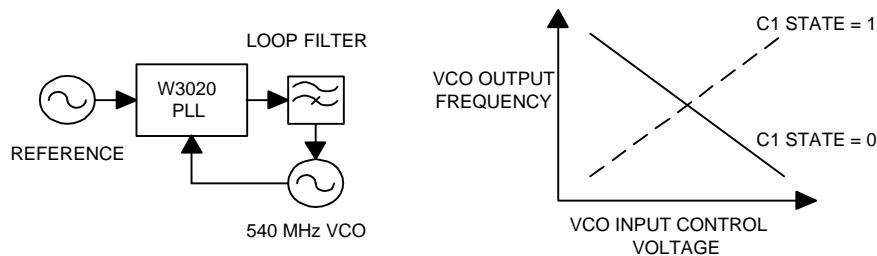 LOOP FILTER
W3020
PLL
REFERENCE
540 MHz VCO
C1 STATE = 1
VCO OUTPUT
FREQUENCY
C1 STATE = 0
VCO INPUT CONTROL
VOLTAGE